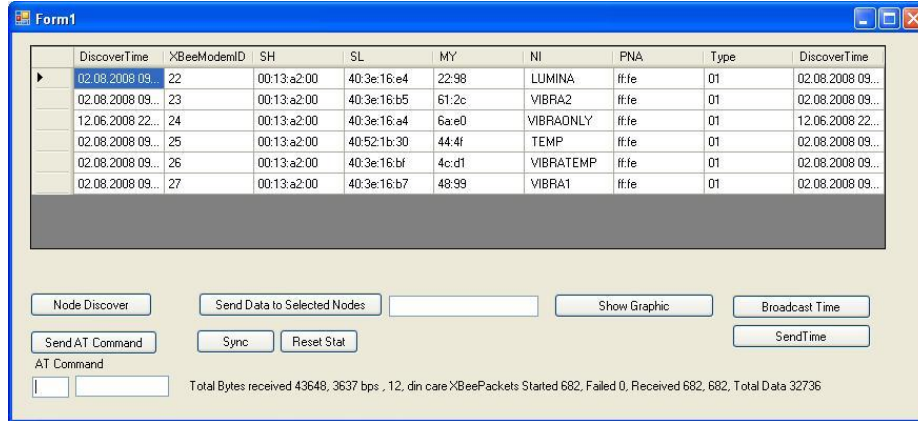 Form1
DiscoverTime XBeeModemID SH SL MY NI PNA Type DiscoverTime
02.08.2008 09... 22 00:13:a2:00 40:3e:16:e4 22:98 LUMINA ff:fe 01 02.08.2008 09...
02.08.2008 09... 23 00:13:a2:00 40:3e:16:b5 61:2c VIBRA2 ff:fe 01 02.08.2008 09...
12.06.2008 22... 24 00:13:a2:00 40:3e:16:a4 6a:e0 VIBRAONLY ff:fe 01 12.06.2008 22...
02.08.2008 09... 25 00:13:a2:00 40:52:1b:30 44:4f TEMP ff:fe 01 02.08.2008 09...
02.08.2008 09... 26 00:13:a2:00 40:3e:16:bf 4c:d1 VIBRATEMP ff:fe 01 02.08.2008 09...
02.08.2008 09... 27 00:13:a2:00 40:3e:16:b7 48:99 VIBRA1 ff:fe 01 02.08.2008 09...
Node Discover Send Data to Selected Nodes Show Graphic Broadcast Time
Send AT Command Sync Reset Stat SendTime
AT Command
Total Bytes received 43648, 3637 bps , 12, din care XBeePackets Started 682, Failed 0, Received 682, 682, Total Data 32736